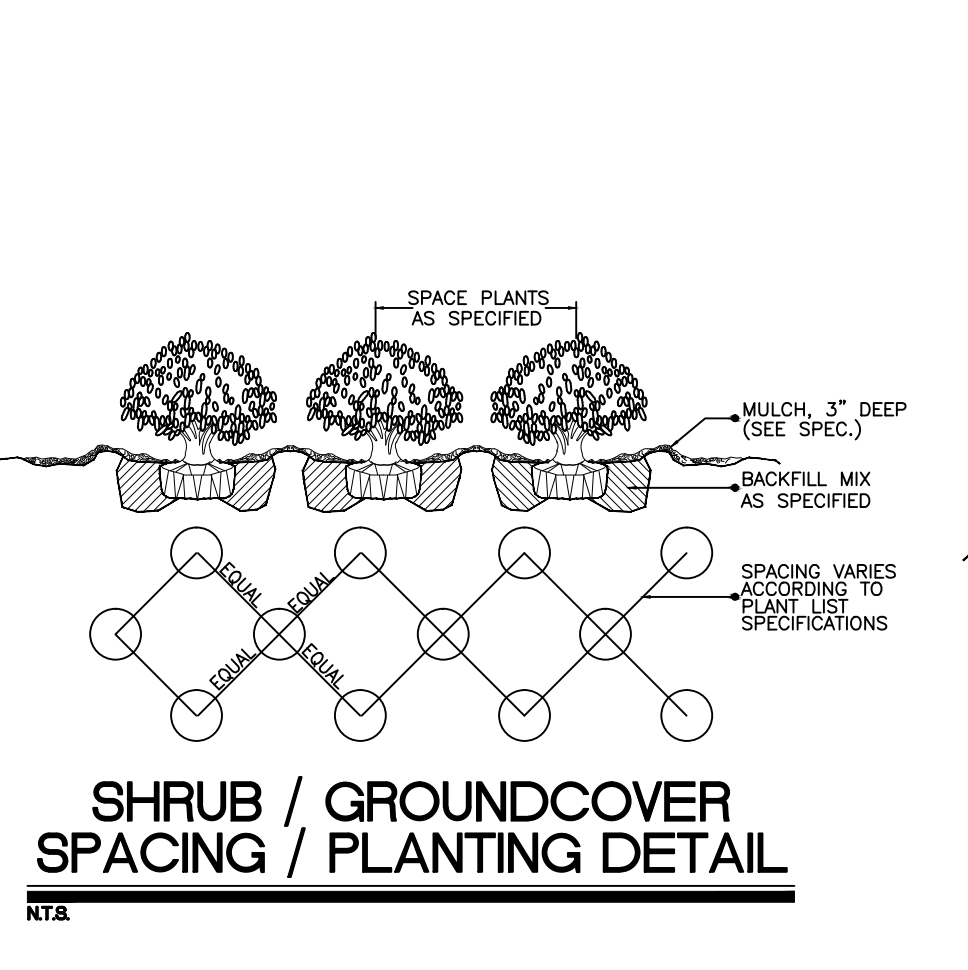 SPACE PLANTS
AS SPECIFIED
MULCH, 3" DEEP
(SEE SPEC.)
BACKFILL MIX
AS SPECIFIED
EQUAL
EQUAL
EQUAL
EQUAL
SPACING VARIES
ACCORDING TO
PLANT LIST
SPECIFICATIONS
SHRUB / GROUNDCOVER
SPACING / PLANTING DETAIL
N.T.S.